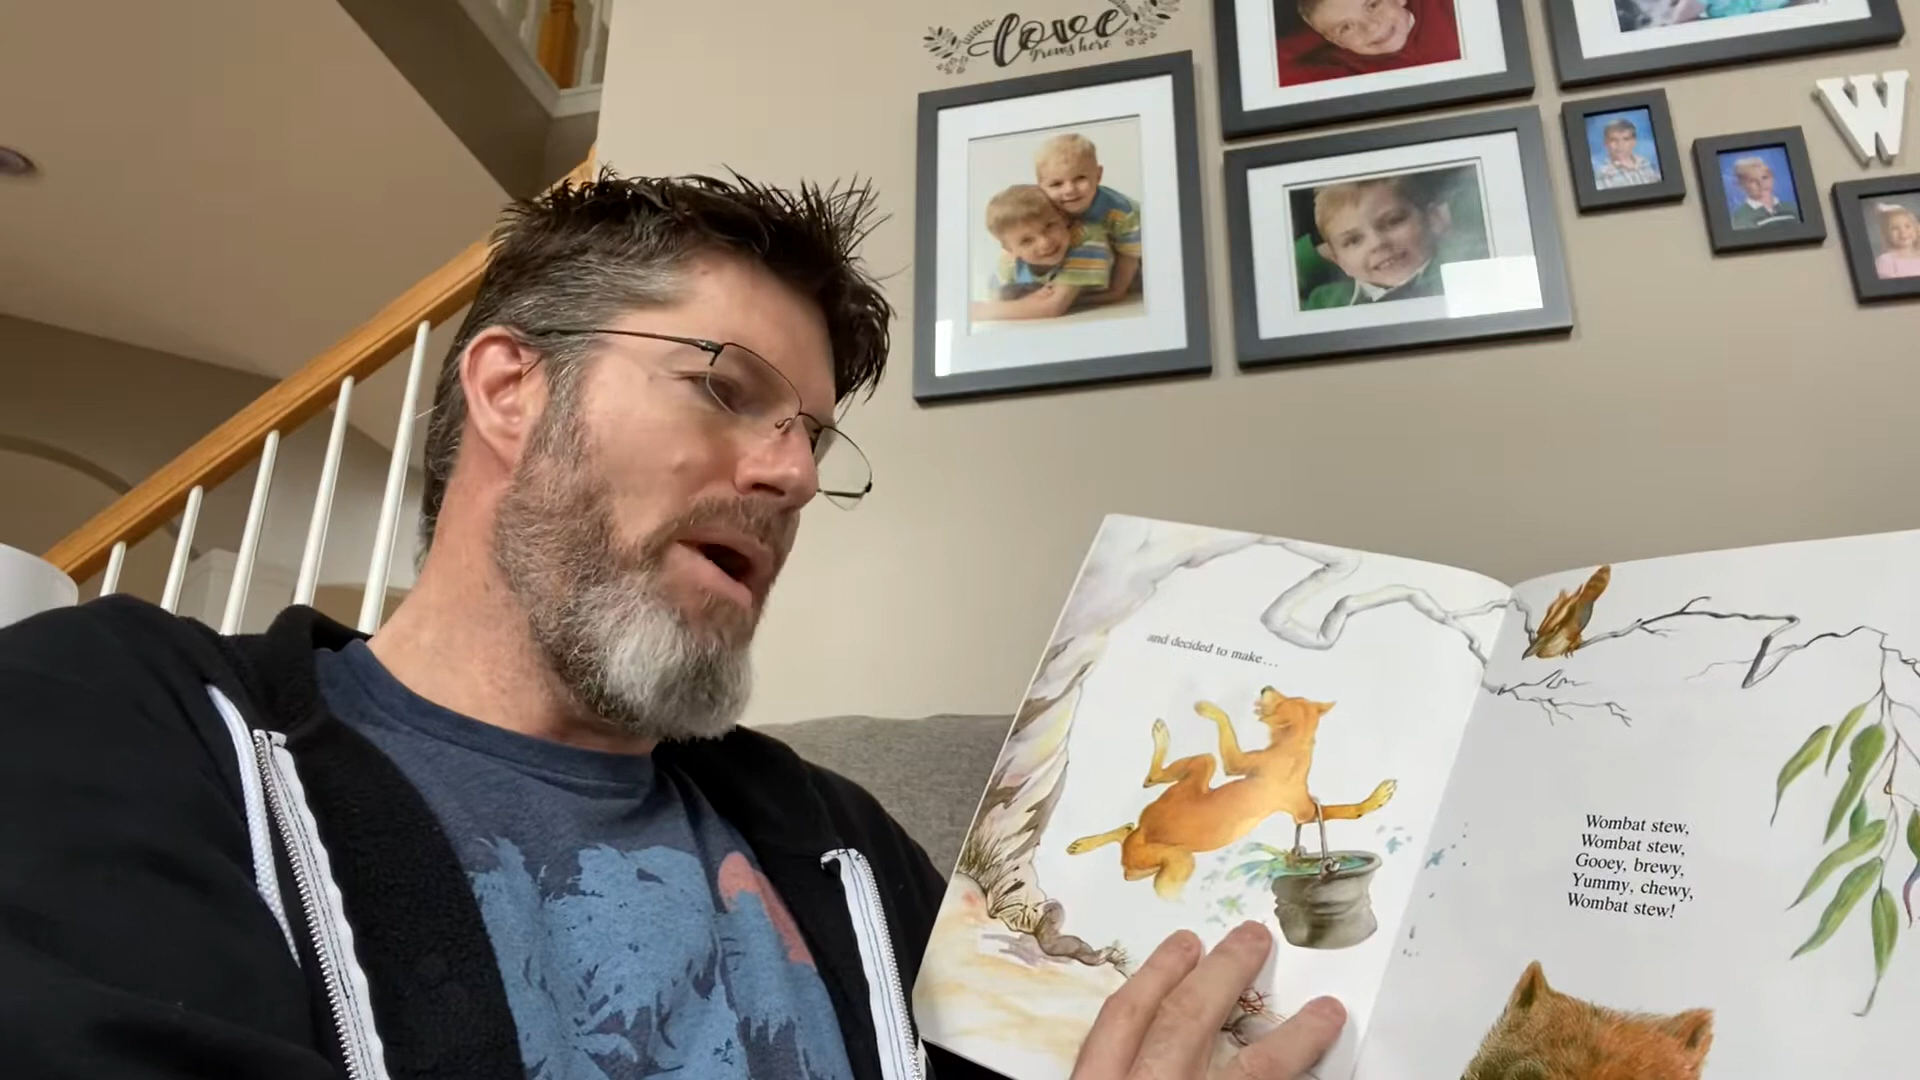 love
grows here
W
and decided to make...
Wombat stew,
Wombat stew,
Gooey, brewy,
Yummy, chewy,
Wombat stew!